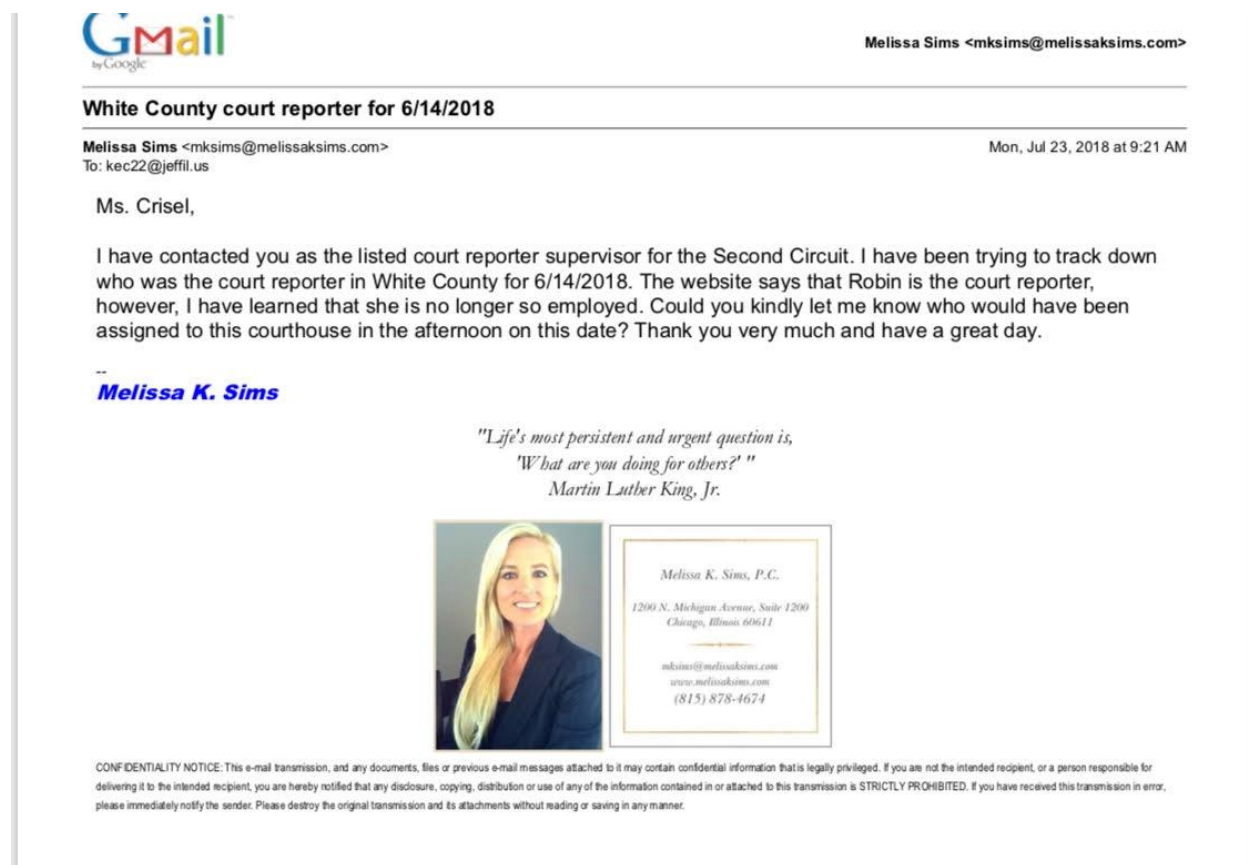 Gmail
by Google
Melissa Sims <mksims@melissaksims.com>
White County court reporter for 6/14/2018
Melissa Sims <mksims@melissaksims.com>
Mon, Jul 23, 2018 at 9:21 AM
To: kec22@jeffil.us
Ms. Crisel,
I have contacted you as the listed court reporter supervisor for the Second Circuit. I have been trying to track down
who was the court reporter in White County for 6/14/2018. The website says that Robin is the court reporter,
however, I have learned that she is no longer so employed. Could you kindly let me know who would have been
assigned to this courthouse in the afternoon on this date? Thank you very much and have a great day.
--
Melissa K. Sims
"Life's most persistent and urgent question is,
'What are you doing for others?' "
Martin Luther King, Jr.
Melissa K. Sims, P.C.
1200 N. Michigan Avenue, Suite 1200
Chicago, Illinois 60611
mksims@melissaksims.com
www.melissaksims.com
(815) 878-4674
CONFIDENTIALITY NOTICE: This e-mail transmission, and any documents, files or previous e-mail messages attached to it may contain confidential information that is legally privileged. If you are not the intended recipient, or a person responsible for
delivering it to the intended recipient, you are hereby notified that any disclosure, copying, distribution or use of any of the information contained in or attached to this transmission is STRICTLY PROHIBITED. If you have received this transmission in error,
please immediately notify the sender. Please destroy the original transmission and its attachments without reading or saving in any manner.